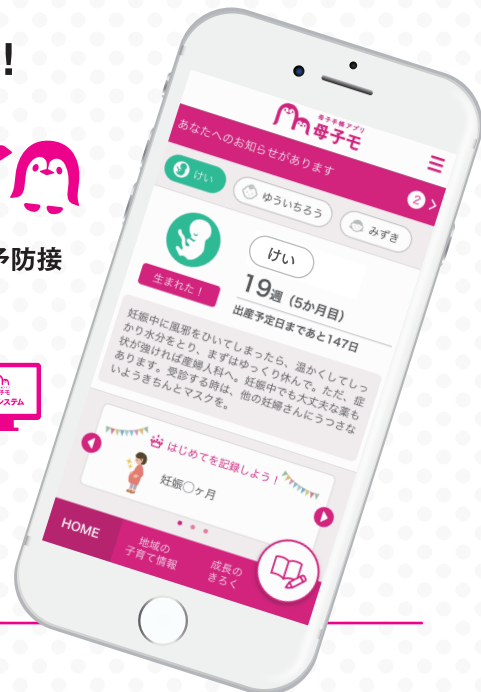 !
母子手帳アプリ
母子モ
あなたへのお知らせがあります
2
けい
ゆういちろう
みずき
けい
19週（5か月目）
出産予定日まであと147日
生まれた！
妊娠中に風邪をひいてしまったら、温かくしてしっ
かり水分をとり、まずはゆっくり休んで。ただ、症
状が強ければ産婦人科へ。妊娠中でも大丈夫な薬も
あります。受診する時は、他の妊婦さんにうつさな
いようきちんとマスクを。
予防接
子モ
システム
はじめてを記録しよう！
妊娠○ヶ月
HOME
地域の
子育て情報
成長の
きろく